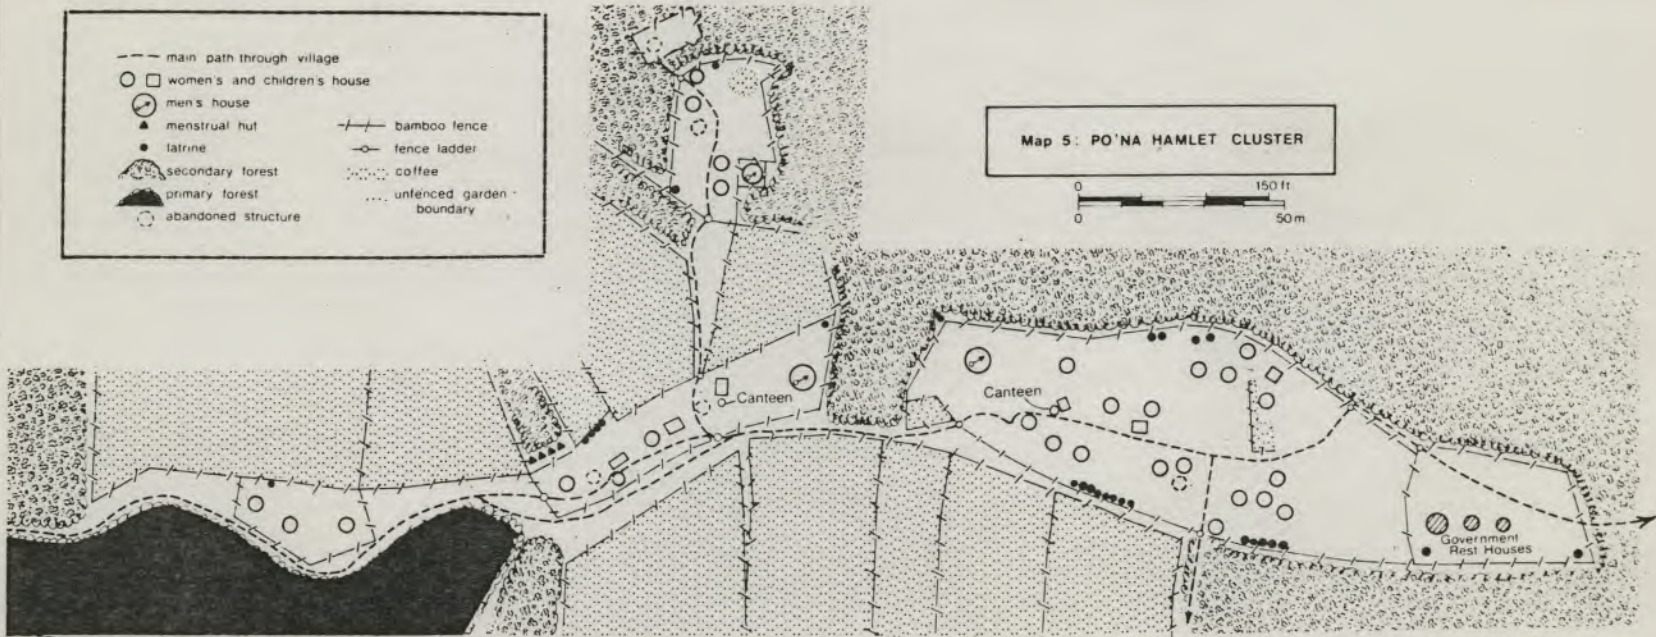 main path through village
women's and children's house
men's house
menstrual hut
latrine
secondary forest
primary forest
abandoned structure
bamboo fence
fence ladder
coffee
unfenced garden
boundary
Map 5: PO'NA HAMLET CLUSTER
0 150 ft
0 50 m
Canteen
Canteen
Government
Rest Houses